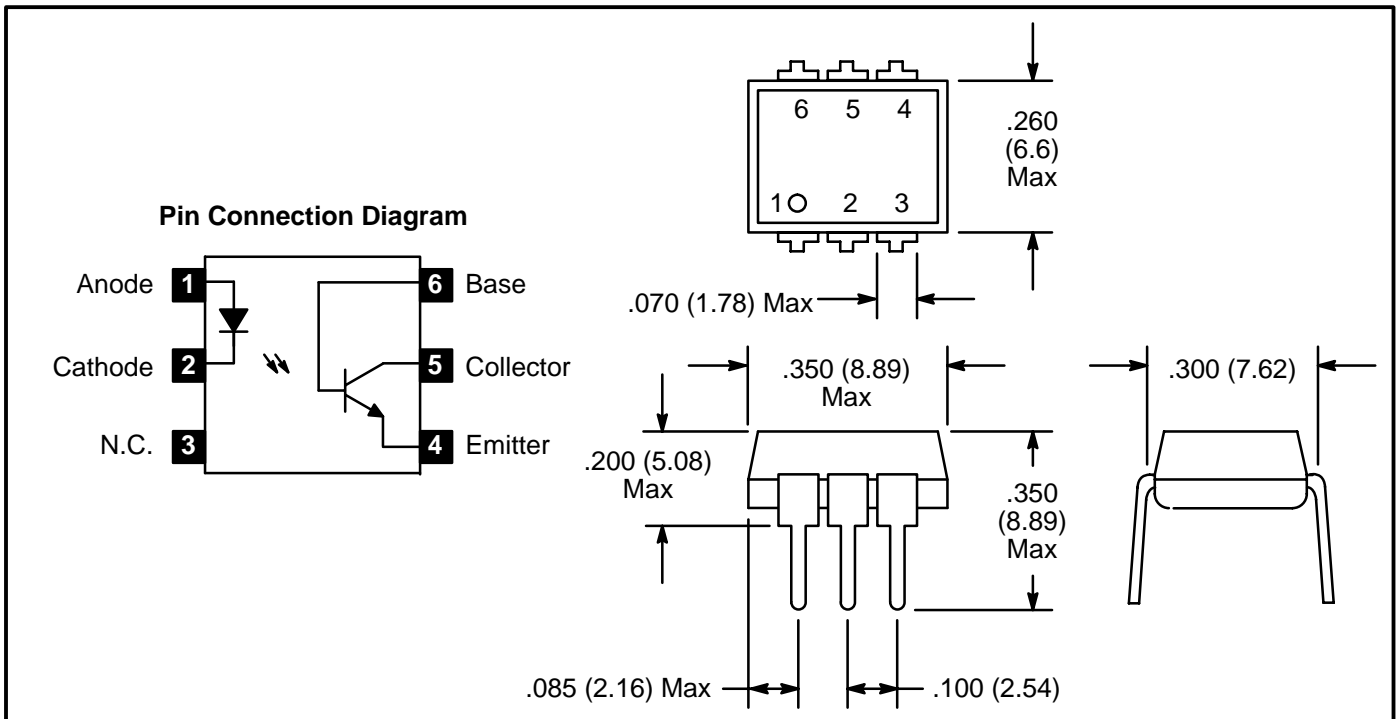 Pin Connection Diagram
Anode 1
6 Base
Cathode 2
5 Collector
N.C. 3
4 Emitter
6 5 4
1 2 3
.260
(6.6)
Max
.070 (1.78) Max
.350 (8.89)
Max
.300 (7.62)
.200 (5.08)
Max
.350
(8.89)
Max
.085 (2.16) Max
.100 (2.54)